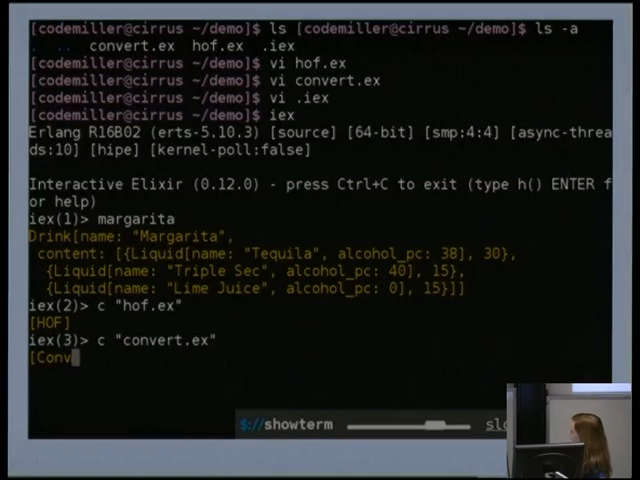 [codemiller@cirrus ~/demo]$ ls [codemiller@cirrus ~/demo]$ ls -a
. .. convert.ex hof.ex .iex
[codemiller@cirrus ~/demo]$ vi hof.ex
[codemiller@cirrus ~/demo]$ vi convert.ex
[codemiller@cirrus ~/demo]$ vi .iex
[codemiller@cirrus ~/demo]$ iex
Erlang R16B02 (erts-5.10.3) [source] [64-bit] [smp:4:4] [async-threa
ds:10] [hipe] [kernel-poll:false]
Interactive Elixir (0.12.0) - press Ctrl+C to exit (type h() ENTER f
or help)
iex(1)> margarita
Drink[name: "Margarita",
content: [{Liquid[name: "Tequila", alcohol_pc: 38], 30},
{Liquid[name: "Triple Sec", alcohol_pc: 40], 15},
{Liquid[name: "Lime Juice", alcohol_pc: 0], 15}]]
iex(2)> c "hof.ex"
[HOF]
iex(3)> c "convert.ex"
[Conv
$://showterm slo